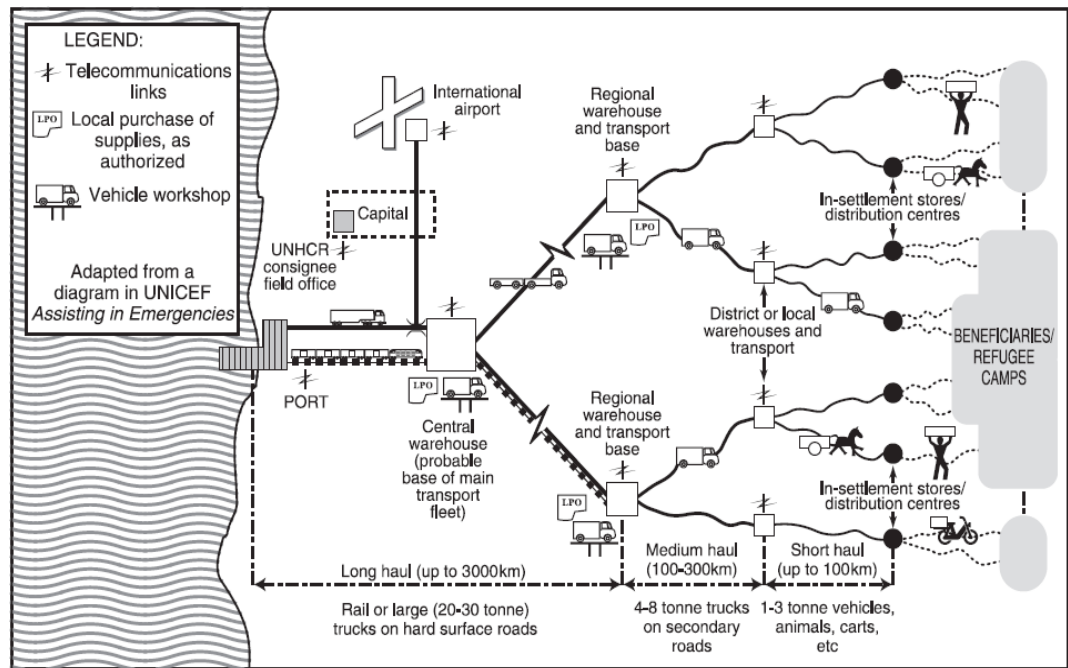 LEGEND:
Telecommunications
links
LPO
Local purchase of
supplies, as
authorized
Vehicle workshop
Adapted from a
diagram in UNICEF
Assisting in Emergencies
International
airport
Capital
UNHCR
consignee
field office
PORT
LPO
Central
warehouse
(probable
base of main
transport
fleet)
Regional
warehouse
and transport
base
LPO
Regional
warehouse
and transport
base
LPO
District or local
warehouses and
transport
In-settlement stores/
distribution centres
In-settlement stores/
distribution centres
BENEFICIARIES/
REFUGEE
CAMPS
Long haul (up to 3000km)
Rail or large (20-30 tonne)
trucks on hard surface roads
Medium haul
(100-300km)
4-8 tonne trucks
on secondary
roads
Short haul
(up to 100km)
1-3 tonne vehicles,
animals, carts,
etc